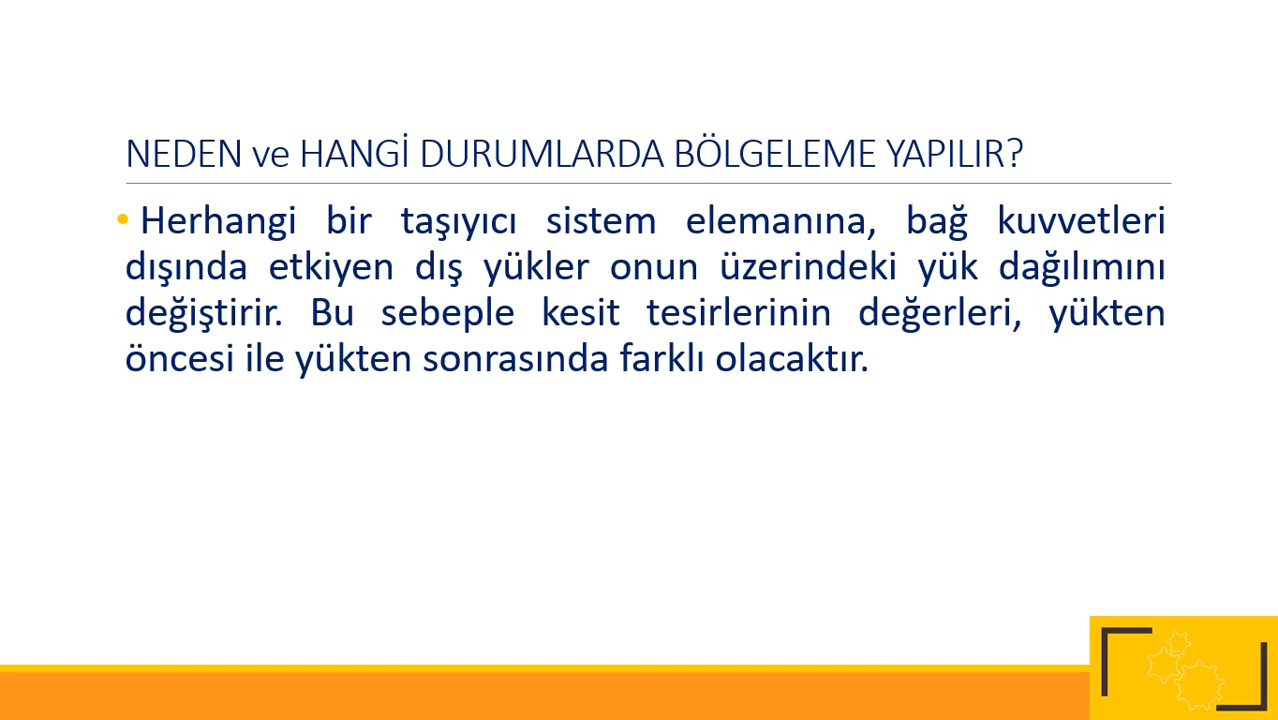 NEDEN ve HANGİ DURUMLARDA BÖLGELEME YAPILIR?
• Herhangi bir taşıyıcı sistem elemanına, bağ kuvvetleri
dışında etkiyen dış yükler onun üzerindeki yük dağılımını
değiştirir. Bu sebeple kesit tesirlerinin değerleri, yükten
öncesi ile yükten sonrasında farklı olacaktır.